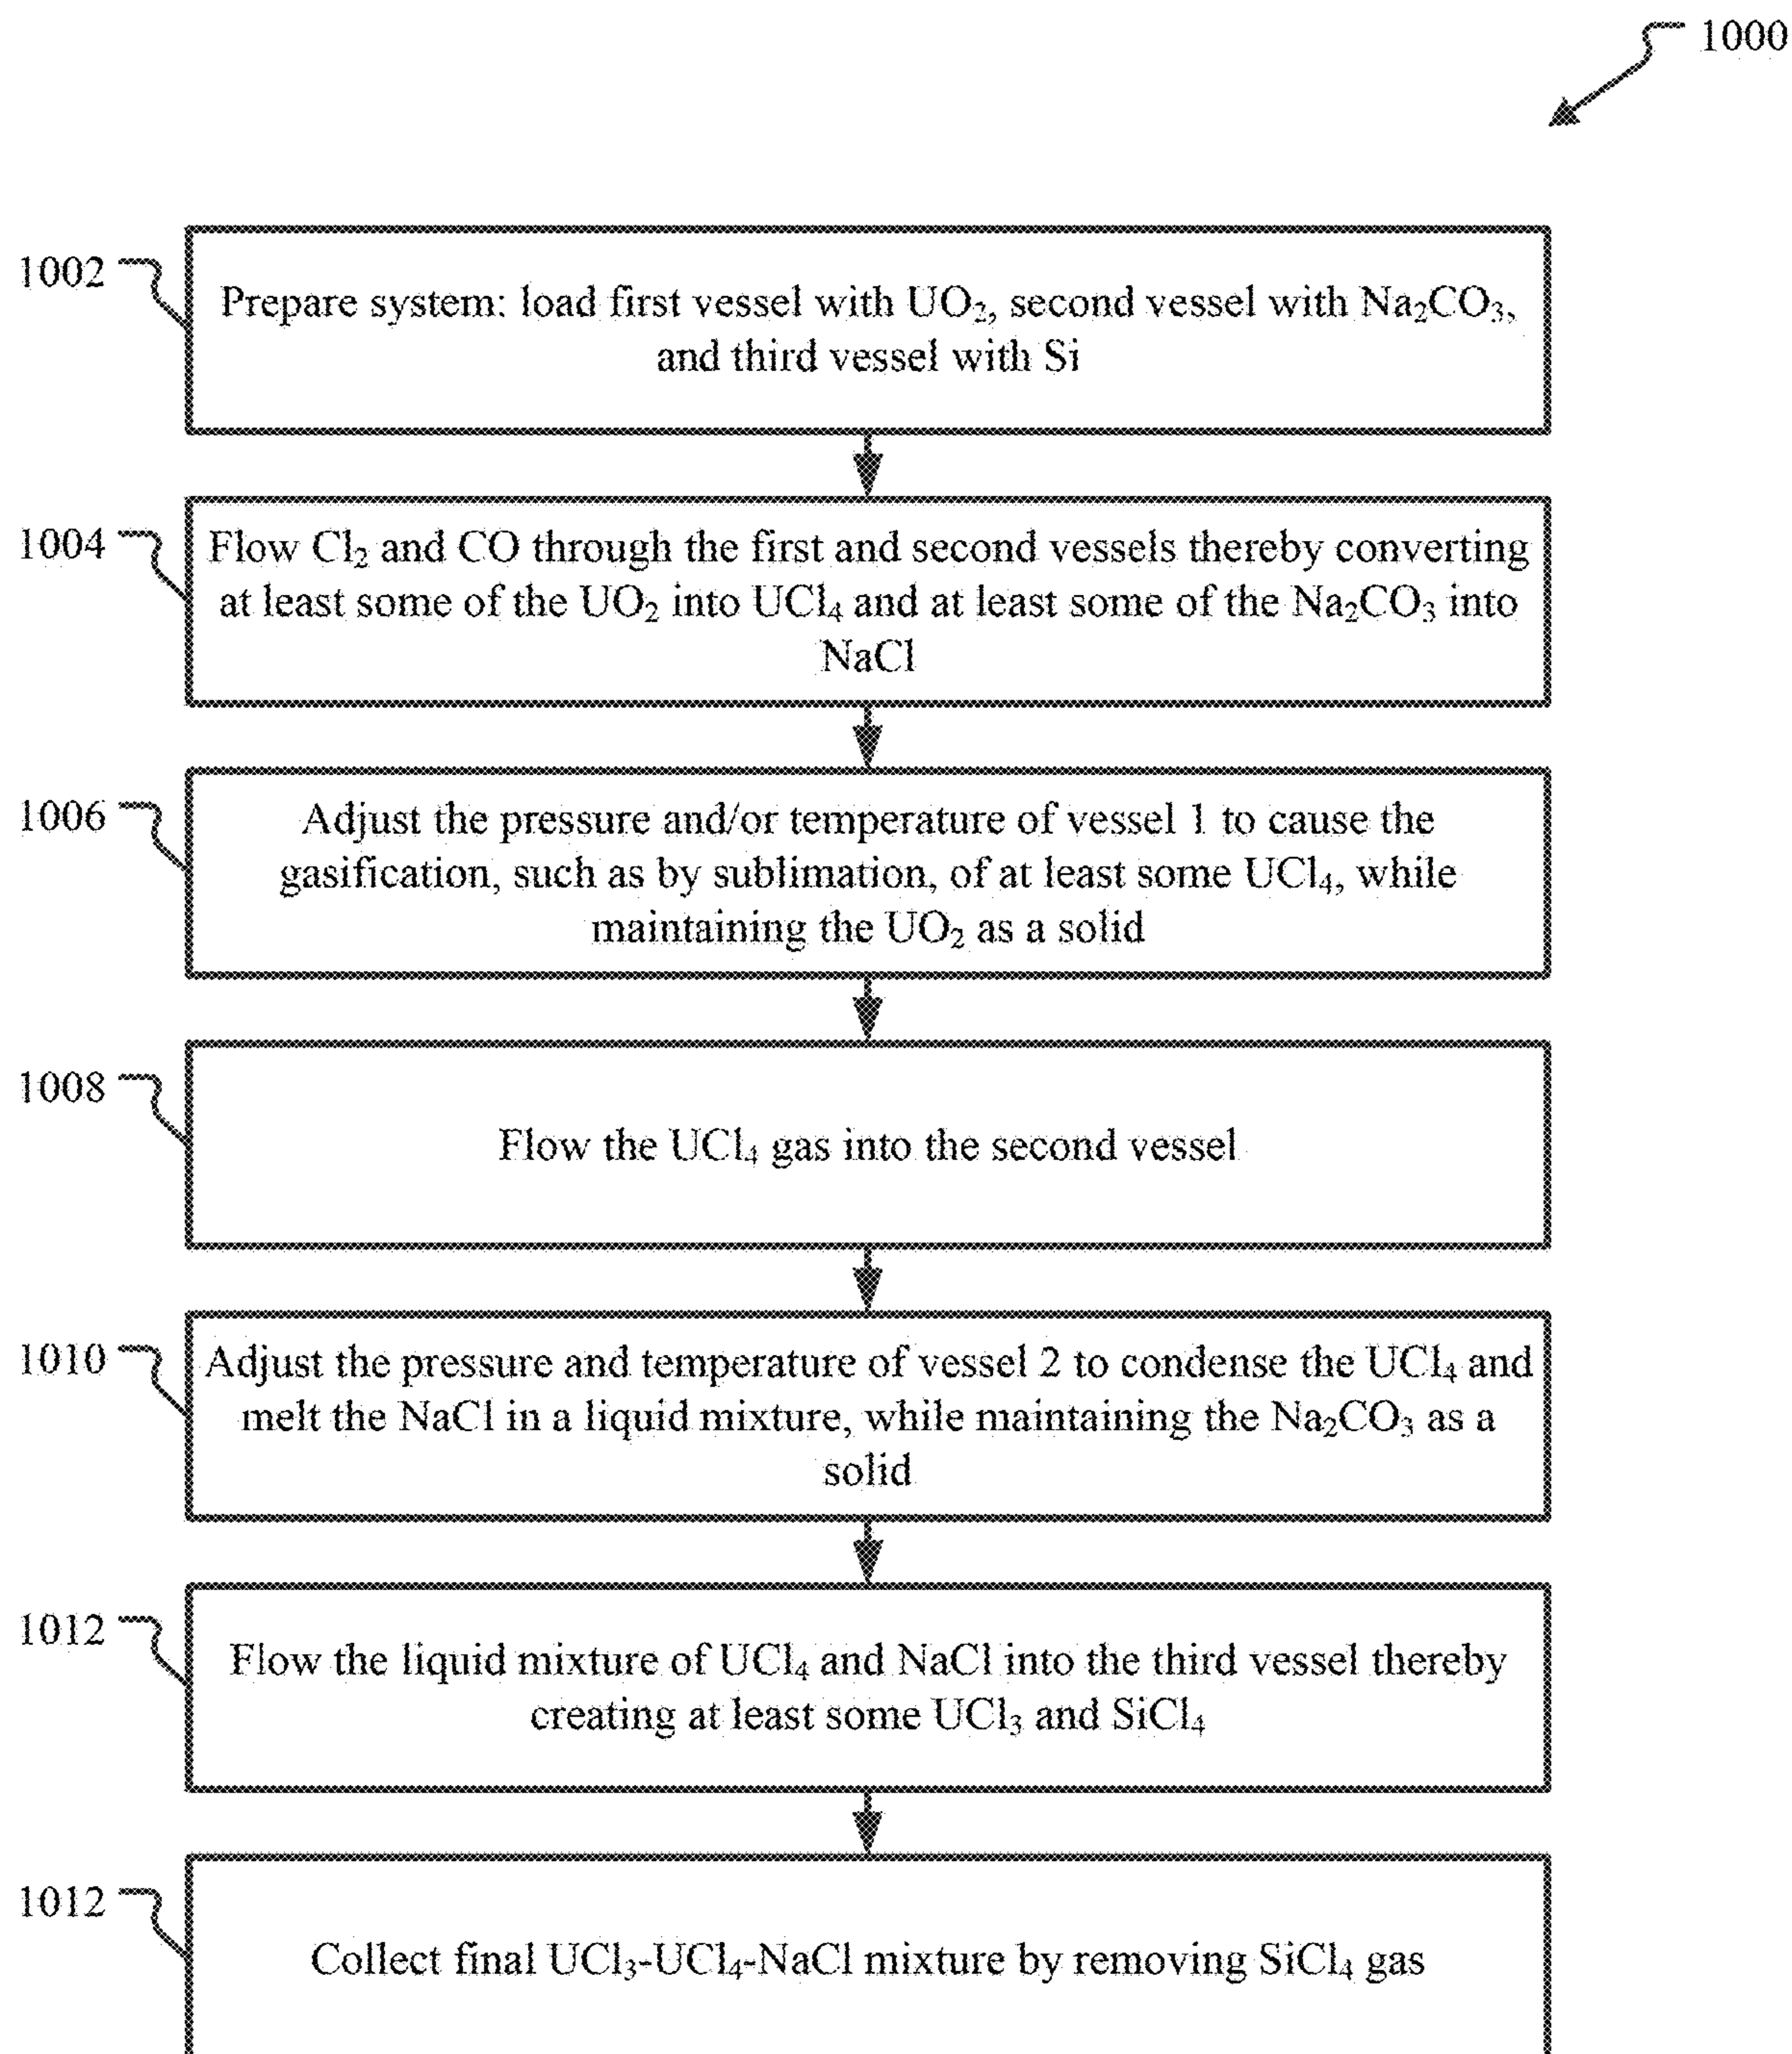 1000
1002
Prepare system: load first vessel with UO₂, second vessel with Na₂CO₃,
and third vessel with Si
1004
Flow Cl₂ and CO through the first and second vessels thereby converting
at least some of the UO₂ into UCl₄ and at least some of the Na₂CO₃ into
NaCl
1006
Adjust the pressure and/or temperature of vessel 1 to cause the
gasification, such as by sublimation, of at least some UCl₄, while
maintaining the UO₂ as a solid
1008
Flow the UCl₄ gas into the second vessel
1010
Adjust the pressure and temperature of vessel 2 to condense the UCl₄ and
melt the NaCl in a liquid mixture, while maintaining the Na₂CO₃ as a
solid
1012
Flow the liquid mixture of UCl₄ and NaCl into the third vessel thereby
creating at least some UCl₃ and SiCl₄
1012
Collect final UCl₃-UCl₄-NaCl mixture by removing SiCl₄ gas